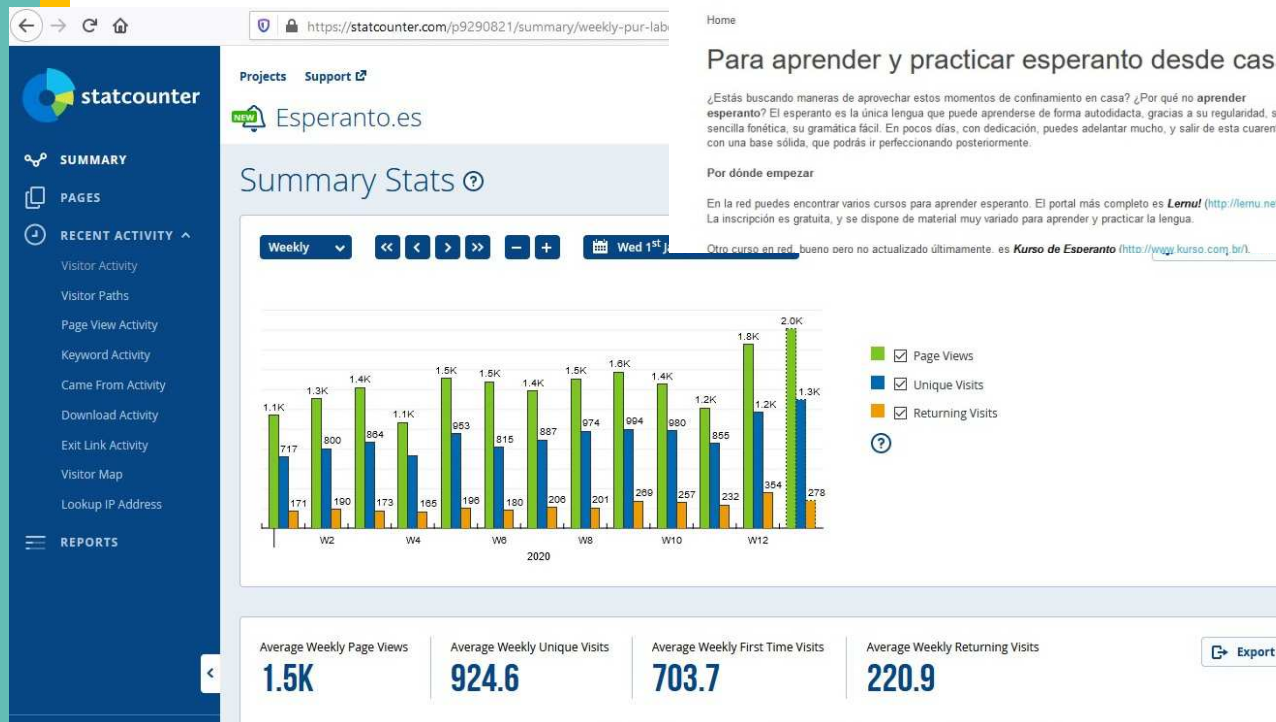 https://statcounter.com/p9290821/summary/weekly-pur-lab
statcounter
SUMMARY
PAGES
RECENT ACTIVITY
Visitor Activity
Visitor Paths
Page View Activity
Keyword Activity
Came From Activity
Download Activity
Exit Link Activity
Visitor Map
Lookup IP Address
REPORTS
Projects Support
NEW Esperanto.es
Summary Stats
Weekly
Wed 1st
Home
Para aprender y practicar esperanto desde cas
¿Estás buscando maneras de aprovechar estos momentos de confinamiento en casa? ¿Por qué no aprender
esperanto? El esperanto es la única lengua que puede aprenderse de forma autodidacta, gracias a su regularidad, s
sencilla fonética, su gramática fácil. En pocos días, con dedicación, puedes adelantar mucho, y salir de esta cuaren
con una base sólida, que podrás ir perfeccionando posteriormente.
Por dónde empezar
En la red puedes encontrar varios cursos para aprender esperanto. El portal más completo es Lernu! (http://lernu.ne
La inscripción es gratuita, y se dispone de material muy variado para aprender y practicar la lengua.
Otro curso en red, bueno pero no actualizado últimamente, es Kurso de Esperanto (http://www.kurso.com.br/).
1.1K 1.3K 1.4K 1.1K 1.5K 1.5K 1.4K 1.5K 1.6K 1.4K 1.2K 1.8K 2.0K
717 800 864 953 815 887 974 994 980 855 1.2K 1.3K
171 190 173 165 196 180 206 201 269 257 232 354 278
W2 W4 W6 W8 W10 W12
2020
Page Views
Unique Visits
Returning Visits
Average Weekly Page Views
1.5K
Average Weekly Unique Visits
924.6
Average Weekly First Time Visits
703.7
Average Weekly Returning Visits
220.9
Export